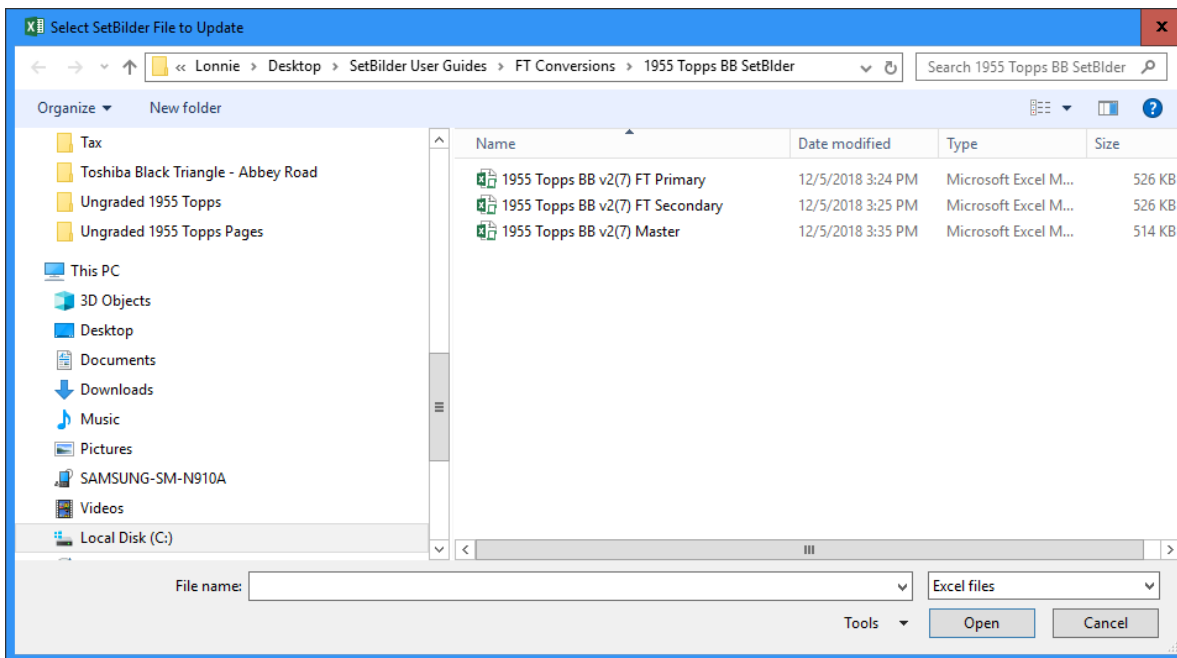 Select SetBilder File to Update
« Lonnie > Desktop > SetBilder User Guides > FT Conversions > 1955 Topps BB SetBlder
Search 1955 Topps BB SetBlder
Organize New folder
Name Date modified Type Size
Tax
Toshiba Black Triangle - Abbey Road
Ungraded 1955 Topps
Ungraded 1955 Topps Pages
This PC
3D Objects
Desktop
Documents
Downloads
Music
Pictures
SAMSUNG-SM-N910A
Videos
Local Disk (C:)
1955 Topps BB v2(7) FT Primary 12/5/2018 3:24 PM Microsoft Excel M... 526 KB
1955 Topps BB v2(7) FT Secondary 12/5/2018 3:25 PM Microsoft Excel M... 526 KB
1955 Topps BB v2(7) Master 12/5/2018 3:35 PM Microsoft Excel M... 514 KB
File name: Excel files
Tools Open Cancel